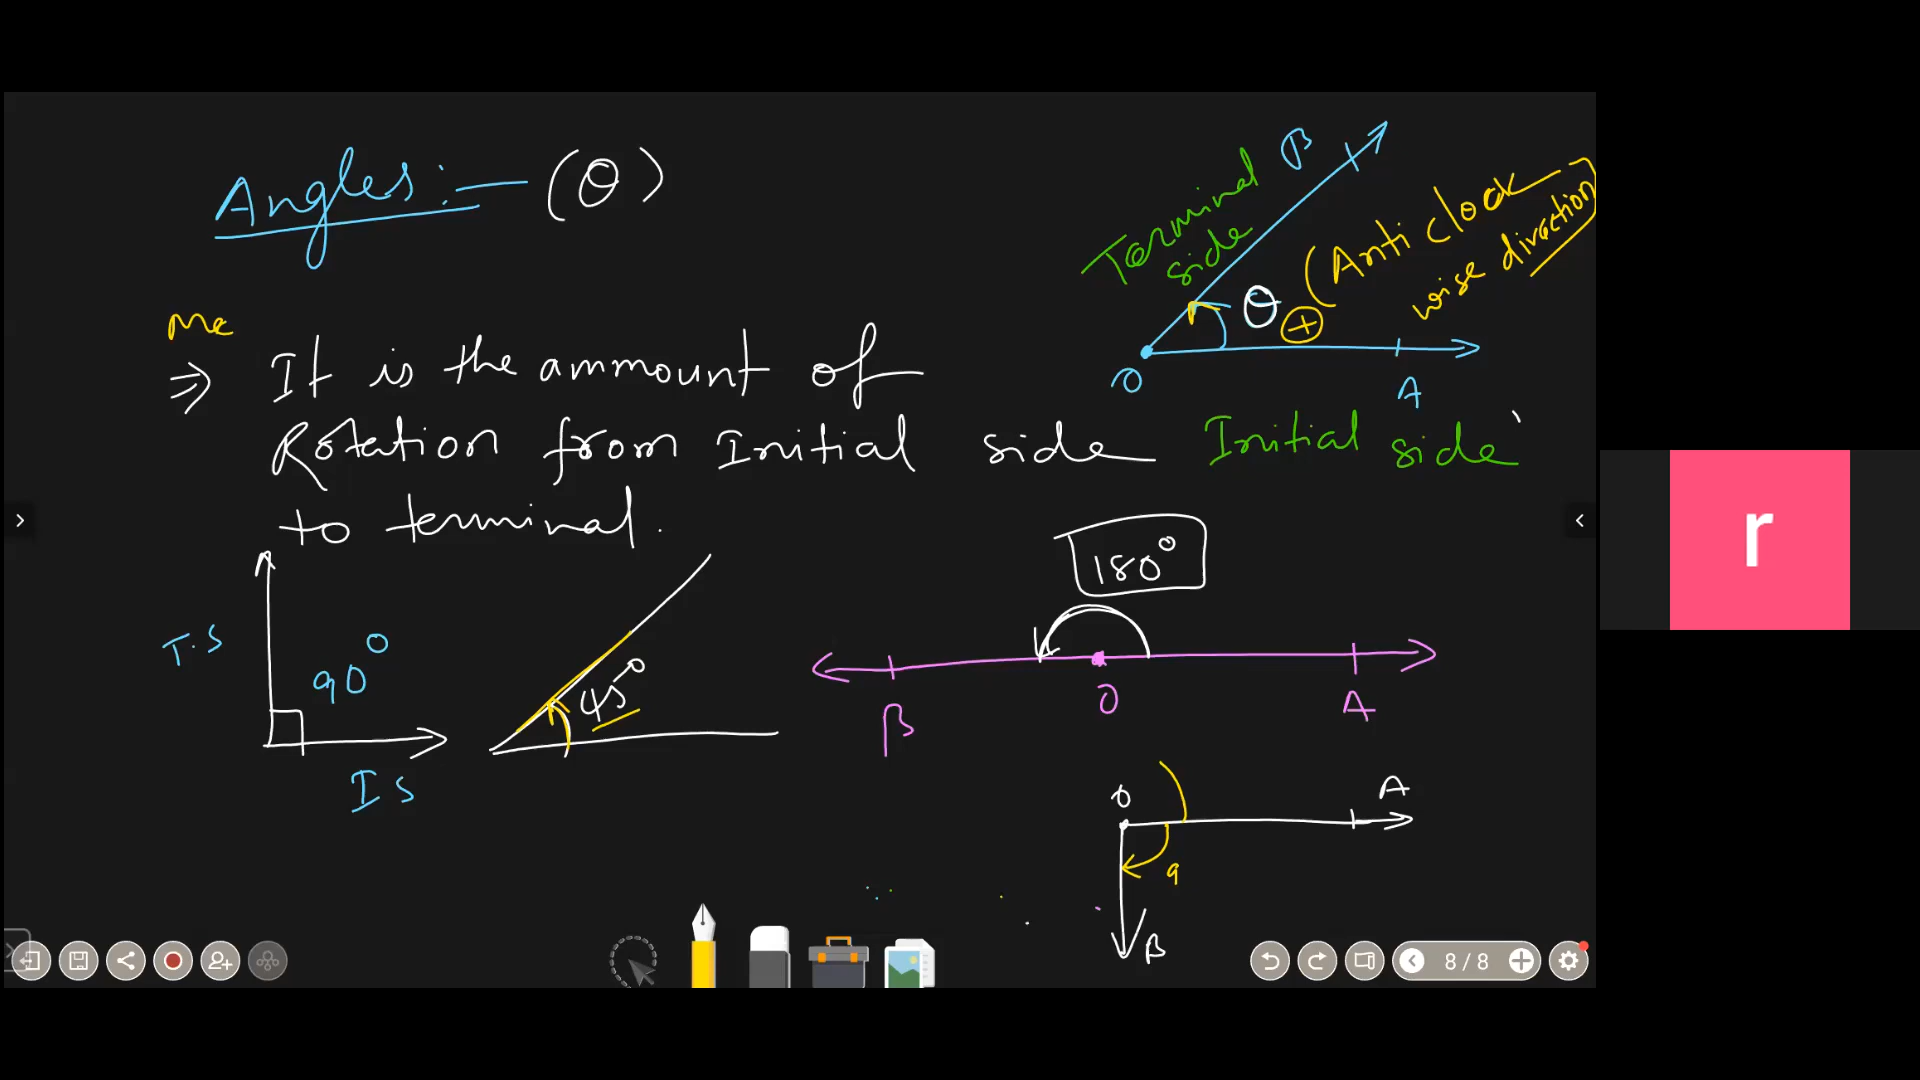 Angles:— (θ)
Me
⇒ It is the ammount of
Rotation from Initial side
to terminal.
Terminal
side
B
θ
+
(Anti clock
wise direction
O
A
Initial side
T.S
90°
I S
45°
180°
B
O
A
O
A
9
B
8 / 8
r